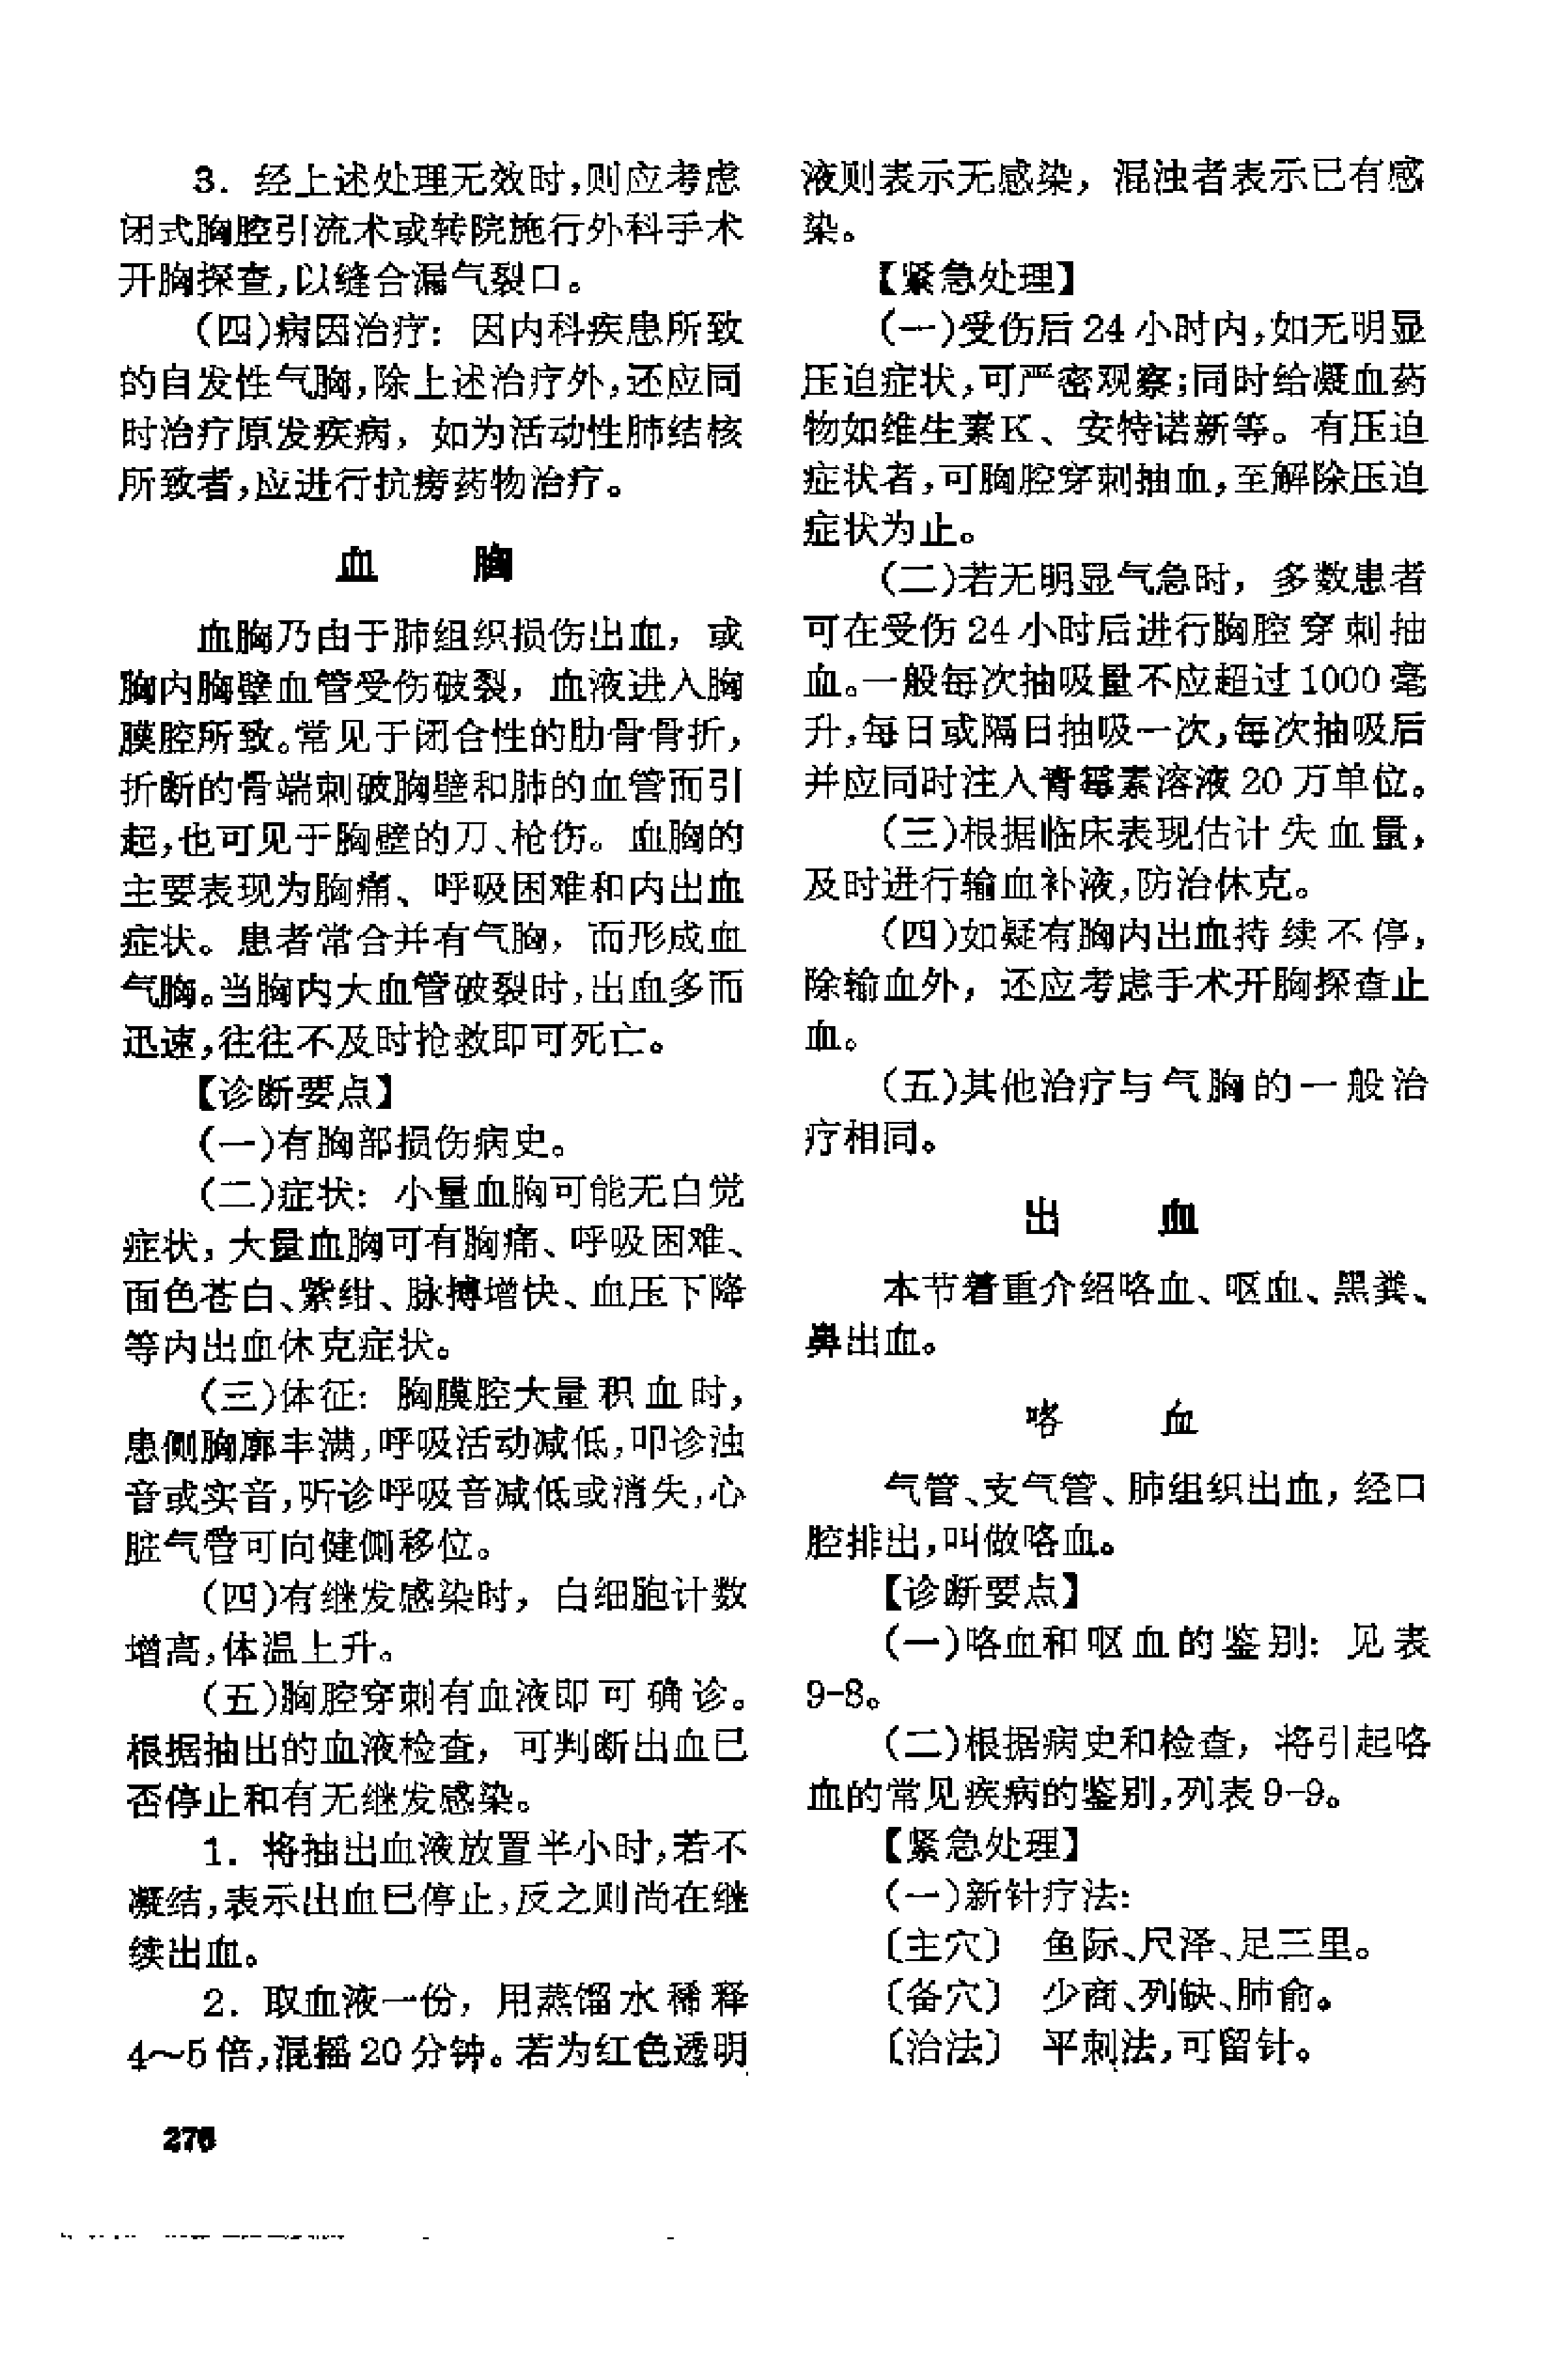 3. 经上述处理无效时,则应考虑
闭式胸腔引流术或转院施行外科手术
开胸探查,以缝合漏气裂口。
(四)病因治疗: 因内科疾患所致
的自发性气胸,除上述治疗外,还应同
时治疗原发疾病, 如为活动性肺结核
所致者,应进行抗痨药物治疗。
血 胸
血胸乃由于肺组织损伤出血, 或
胸内胸壁血管受伤破裂, 血液进入胸
膜腔所致。常见于闭合性的肋骨骨折,
折断的骨端刺破胸壁和肺的血管而引
起,也可见于胸壁的刀、枪伤。血胸的
主要表现为胸痛、呼吸困难和内出血
症状。患者常合并有气胸, 而形成血
气胸。当胸内大血管破裂时,出血多而
迅速,往往不及时抢救即可死亡。
【诊断要点】
(一)有胸部损伤病史。
(二)症状: 小量血胸可能无自觉
症状, 大量血胸可有胸痛、呼吸困难、
面色苍白、紫绀、脉搏增快、血压下降
等内出血休克症状。
(三)体征: 胸膜腔大量积血时,
患侧胸廓丰满,呼吸活动减低,叩诊浊
音或实音,听诊呼吸音减低或消失,心
脏气管可向健侧移位。
(四)有继发感染时, 白细胞计数
增高,体温上升。
(五)胸腔穿刺有血液即可确诊。
根据抽出的血液检查, 可判断出血已
否停止和有无继发感染。
1. 将抽出血液放置半小时,若不
凝结,表示出血已停止,反之则尚在继
续出血。
2. 取血液一份, 用蒸馏水稀释
4～5倍,混摇20分钟。若为红色透明
276
液则表示无感染, 混浊者表示已有感
染。
【紧急处理】
(一)受伤后24小时内,如无明显
压迫症状,可严密观察;同时给凝血药
物如维生素K、安特诺新等。有压迫
症状者,可胸腔穿刺抽血,至解除压迫
症状为止。
(二)若无明显气急时, 多数患者
可在受伤24小时后进行胸腔穿刺抽
血。一般每次抽吸量不应超过1000毫
升,每日或隔日抽吸一次,每次抽吸后
并应同时注入青霉素溶液20万单位。
(三)根据临床表现估计失血量,
及时进行输血补液,防治休克。
(四)如疑有胸内出血持续不停,
除输血外, 还应考虑手术开胸探查止
血。
(五)其他治疗与气胸的一般治
疗相同。
出 血
本节着重介绍咯血、呕血、黑粪、
鼻出血。
咯 血
气管、支气管、肺组织出血, 经口
腔排出,叫做咯血。
【诊断要点】
(一)咯血和呕血的鉴别: 见表
9-8。
(二)根据病史和检查, 将引起咯
血的常见疾病的鉴别,列表9-9。
【紧急处理】
(一)新针疗法:
〔主穴〕 鱼际、尺泽、足三里。
〔备穴〕 少商、列缺、肺俞。
〔治法〕 平刺法,可留针。